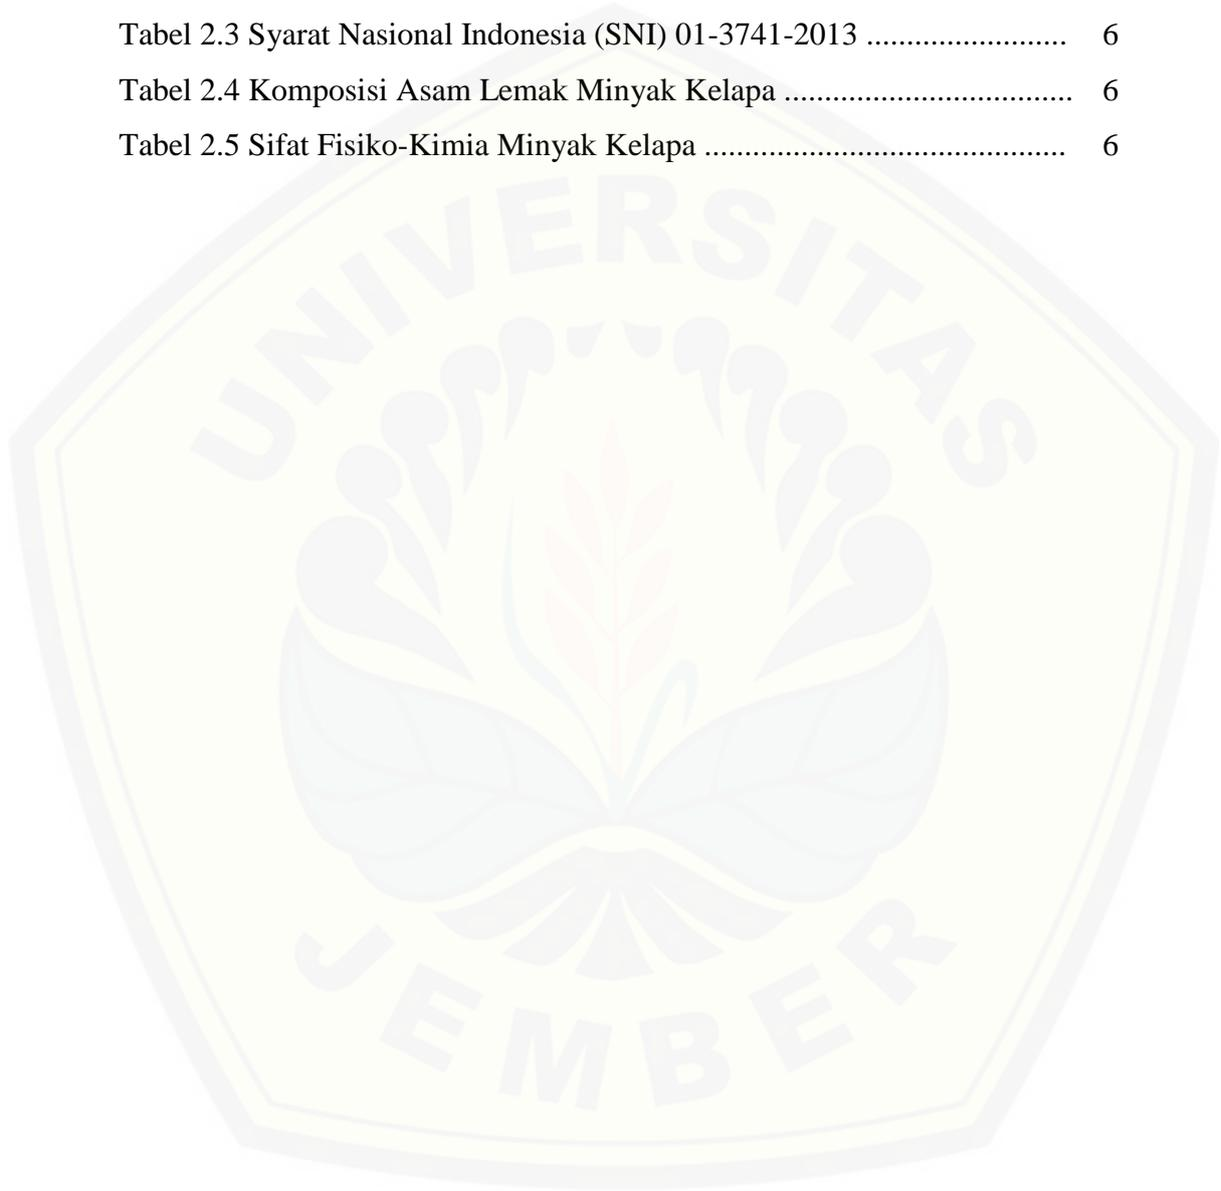 Tabel 2.3 Syarat Nasional Indonesia (SNI) 01-3741-2013 ......................... 6
Tabel 2.4 Komposisi Asam Lemak Minyak Kelapa .................................... 6
Tabel 2.5 Sifat Fisiko-Kimia Minyak Kelapa ............................................. 6
UNIVERSITAS
JEMBER